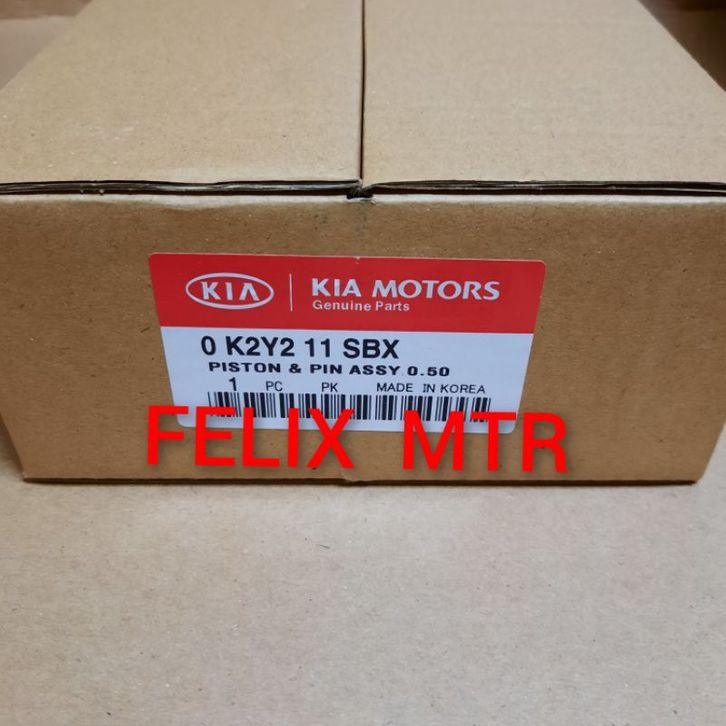 KIA
KIA MOTORS
Genuine Parts
0 K2Y2 11 SBX
PISTON & PIN ASSY 0.50
1 PC PK MADE IN KOREA
FELIX MTR